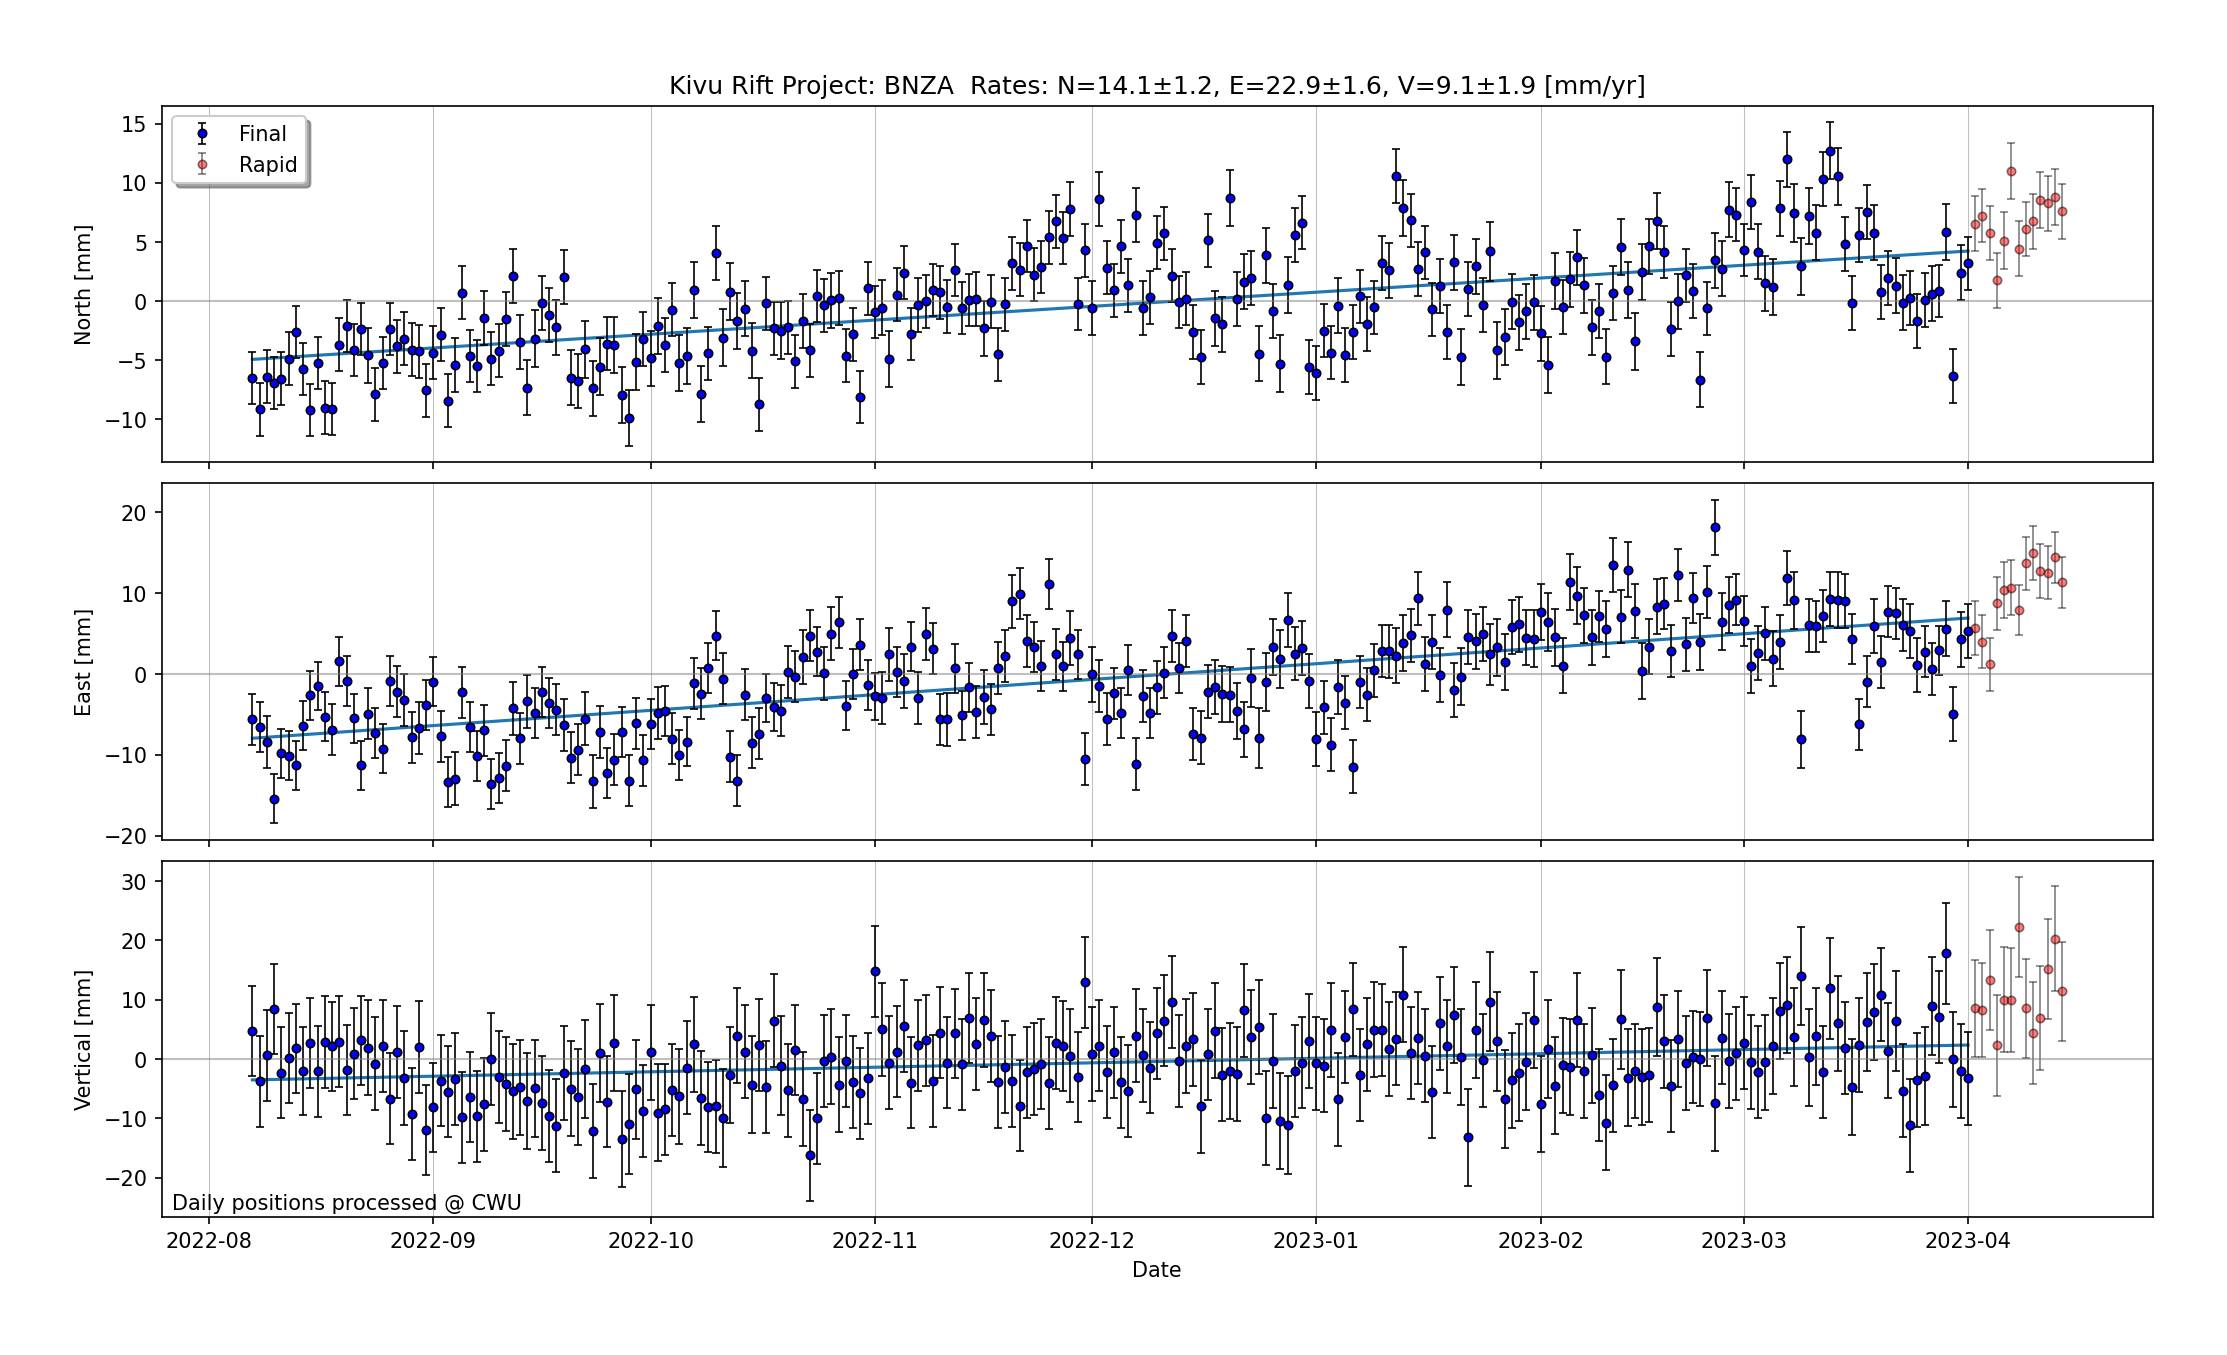 Kivu Rift Project: BNZA  Rates: N=14.1±1.2, E=22.9±1.6, V=9.1±1.9 [mm/yr]
Final
Rapid
North [mm]
15
10
5
0
−5
−10
East [mm]
20
10
0
−10
−20
Vertical [mm]
30
20
10
0
−10
−20
Daily positions processed @ CWU
2022-08 2022-09 2022-10 2022-11 2022-12 2023-01 2023-02 2023-03 2023-04
Date